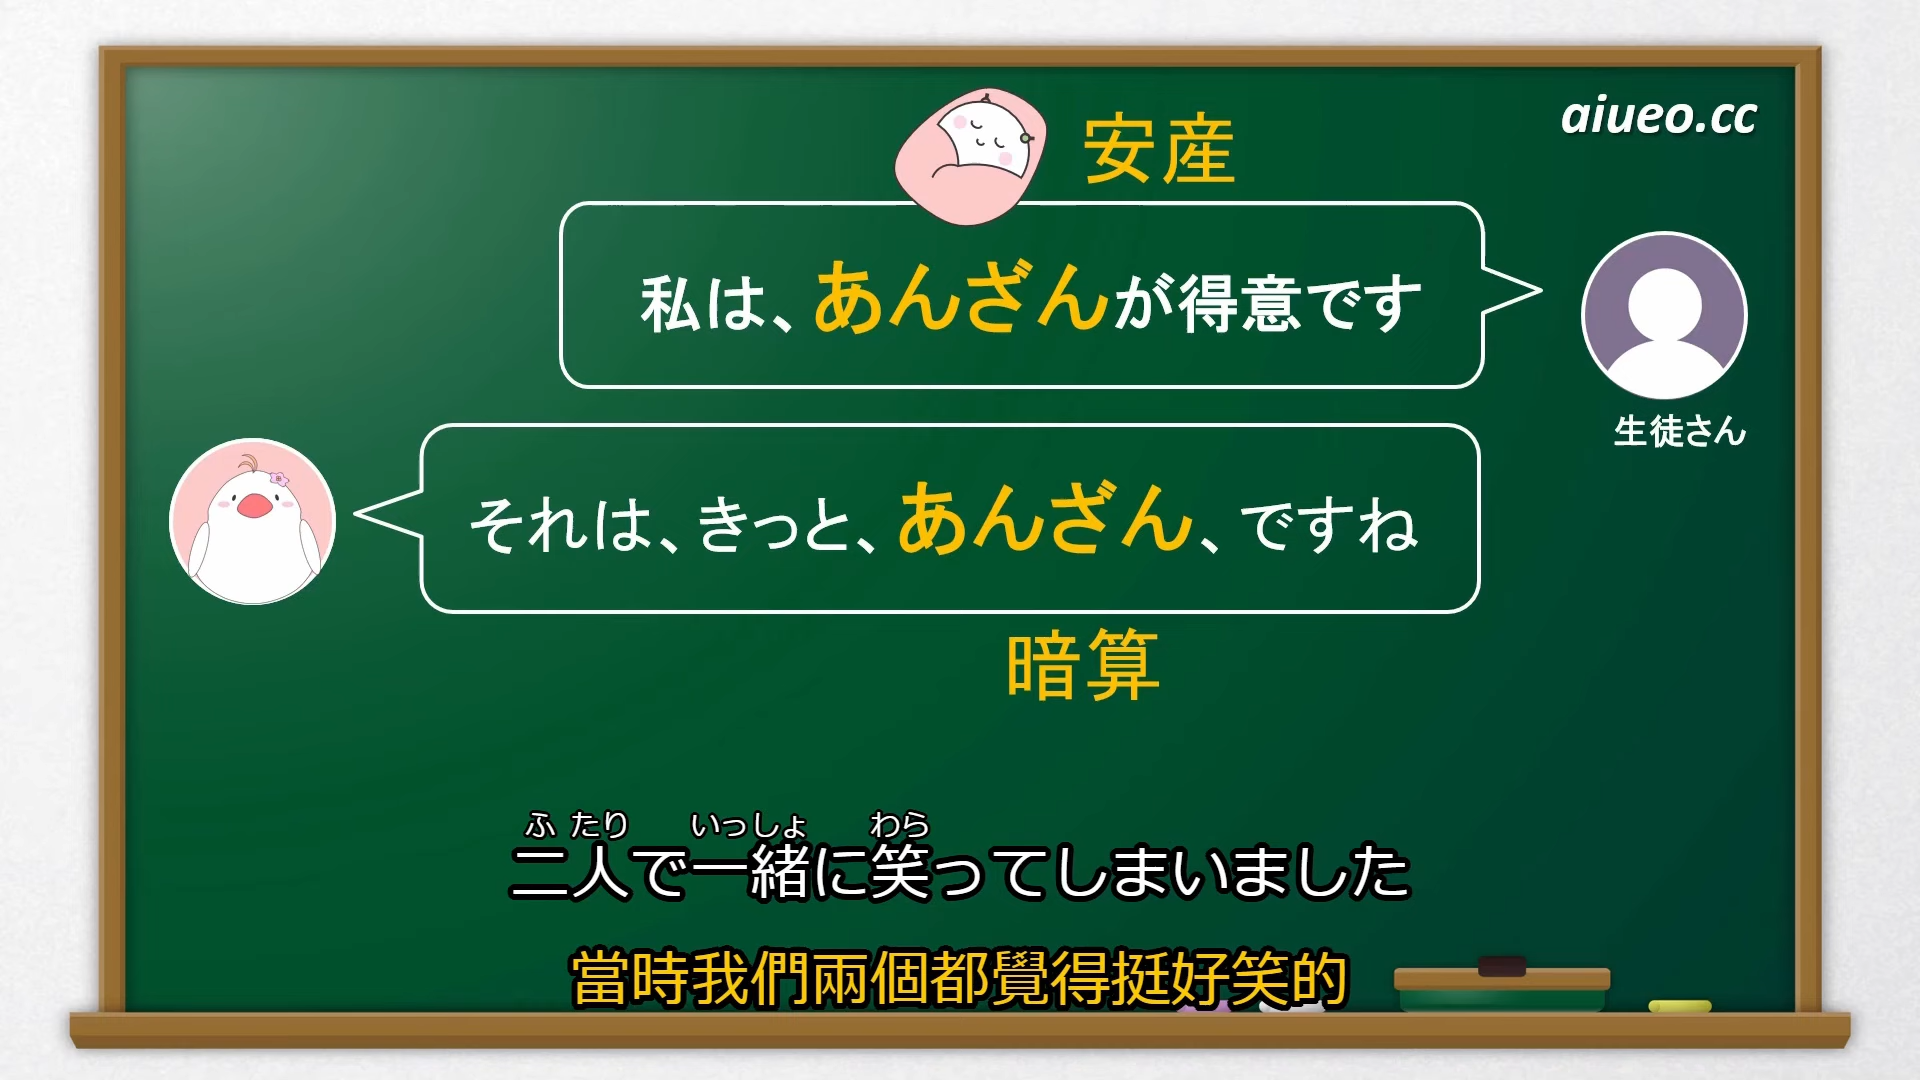 aiueo.cc
安産
私は、あんざんが得意です
生徒さん
それは、きっと、あんざん、ですね
暗算
ふたり いっしょ わら
二人で一緒に笑ってしまいました
當時我們兩個都覺得挺好笑的